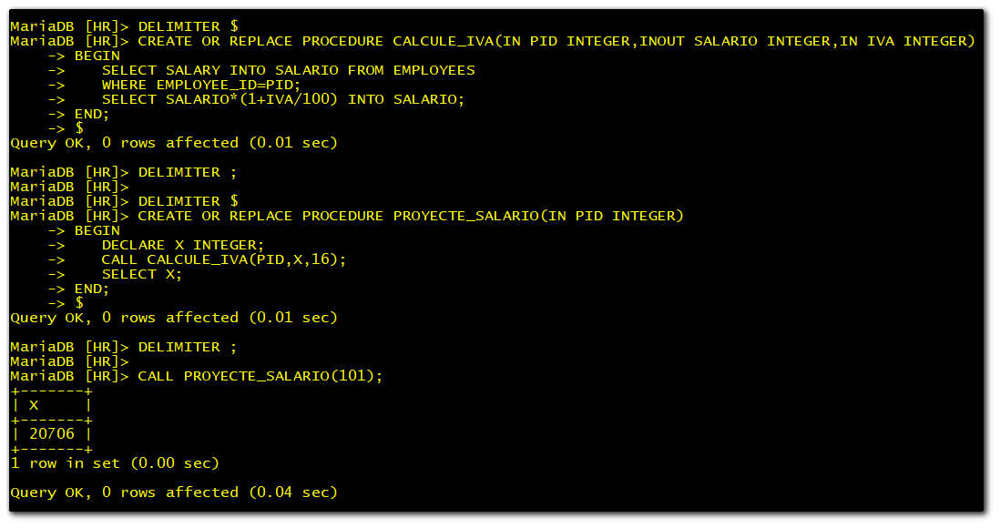 MariaDB [HR]> DELIMITER $
MariaDB [HR]> CREATE OR REPLACE PROCEDURE CALCULE_IVA(IN PID INTEGER,INOUT SALARIO INTEGER,IN IVA INTEGER)
    -> BEGIN
    ->    SELECT SALARY INTO SALARIO FROM EMPLOYEES
    ->    WHERE EMPLOYEE_ID=PID;
    ->    SELECT SALARIO*(1+IVA/100) INTO SALARIO;
    -> END;
    -> $
Query OK, 0 rows affected (0.01 sec)

MariaDB [HR]> DELIMITER ;
MariaDB [HR]>
MariaDB [HR]> DELIMITER $
MariaDB [HR]> CREATE OR REPLACE PROCEDURE PROYECTE_SALARIO(IN PID INTEGER)
    -> BEGIN
    ->    DECLARE X INTEGER;
    ->    CALL CALCULE_IVA(PID,X,16);
    ->    SELECT X;
    -> END;
    -> $
Query OK, 0 rows affected (0.01 sec)

MariaDB [HR]> DELIMITER ;
MariaDB [HR]>
MariaDB [HR]> CALL PROYECTE_SALARIO(101);
+-------+
| X     |
+-------+
| 20706 |
+-------+
1 row in set (0.00 sec)

Query OK, 0 rows affected (0.04 sec)